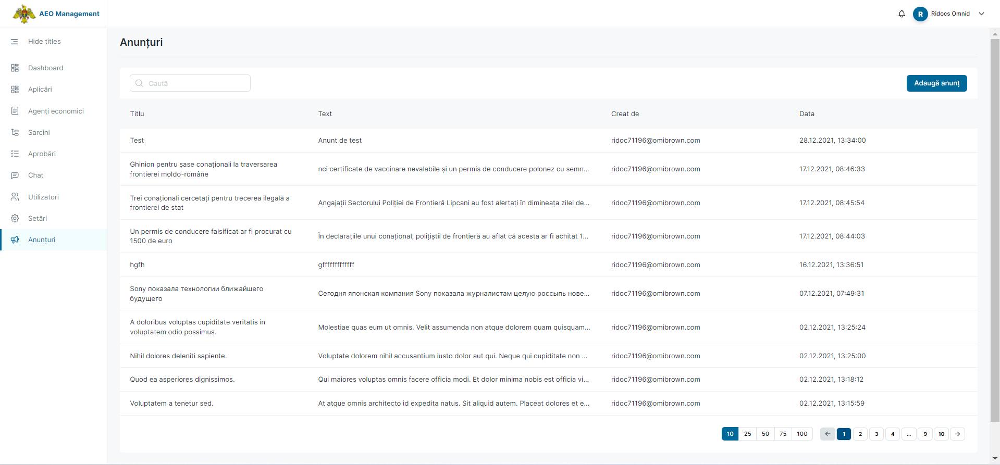 AEO Management
R Ridocs Omnid
Hide titles
Dashboard
Aplicări
Agenți economici
Sarcini
Aprobări
Chat
Utilizatori
Setări
Anunțuri
Anunțuri
Caută
Adaugă anunț
Titlu Text Creat de Data
Test Anunt de test ridoc71196@omibrown.com 28.12.2021, 13:34:00
Ghinion pentru șase conaționali la traversarea
frontierei moldo-române
nci certificate de vaccinare nevalabile și un permis de conducere polonez cu semn... ridoc71196@omibrown.com 17.12.2021, 08:46:33
Trei conaționali cercetați pentru trecerea ilegală a
frontierei de stat
Angajații Sectorului Poliției de Frontieră Lipcani au fost alertați în dimineața zilei de... ridoc71196@omibrown.com 17.12.2021, 08:45:54
Un permis de conducere falsificat ar fi procurat cu
1500 de euro
În declarațiile unui conațional, polițiștii de frontieră au aflat că acesta ar fi achitat 1... ridoc71196@omibrown.com 17.12.2021, 08:44:03
hgfh gfffffffffffff ridoc71196@omibrown.com 16.12.2021, 13:36:51
Sony показала технологии ближайшего
будущего
Сегодня японская компания Sony показала журналистам целую россыпь нове... ridoc71196@omibrown.com 07.12.2021, 07:49:31
A doloribus voluptas cupiditate veritatis in
voluptatem odio possimus.
Molestiae quas eum ut omnis. Velit assumenda non atque dolorem quam quisquam... ridoc71196@omibrown.com 02.12.2021, 13:25:24
Nihil dolores deleniti sapiente. Voluptate dolorem nihil accusantium iusto dolor aut qui. Neque qui cupiditate non ... ridoc71196@omibrown.com 02.12.2021, 13:25:00
Quod ea asperiores dignissimos. Qui maiores voluptas omnis facere officia modi. Et dolor minima nobis est officia vi... ridoc71196@omibrown.com 02.12.2021, 13:18:12
Voluptatem a tenetur sed. At atque omnis architecto id expedita natus. Sit aliquid autem. Placeat dolores et e... ridoc71196@omibrown.com 02.12.2021, 13:15:59
10 25 50 75 100 1 2 3 4 ... 9 10